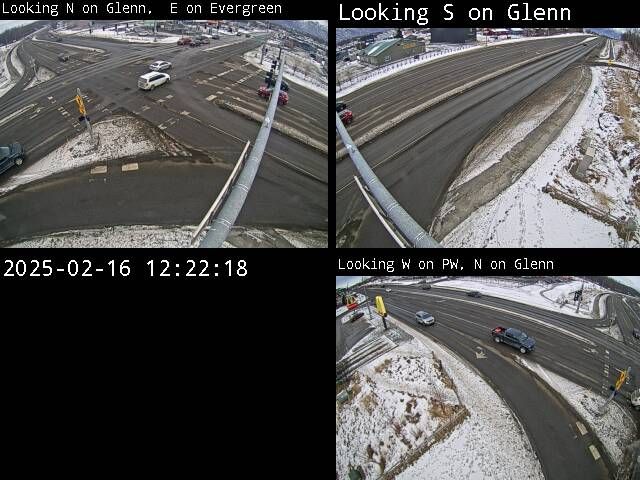 Looking N on Glenn,  E on Evergreen
Looking S on Glenn
2025-02-16 12:22:18
Looking W on PW, N on Glenn